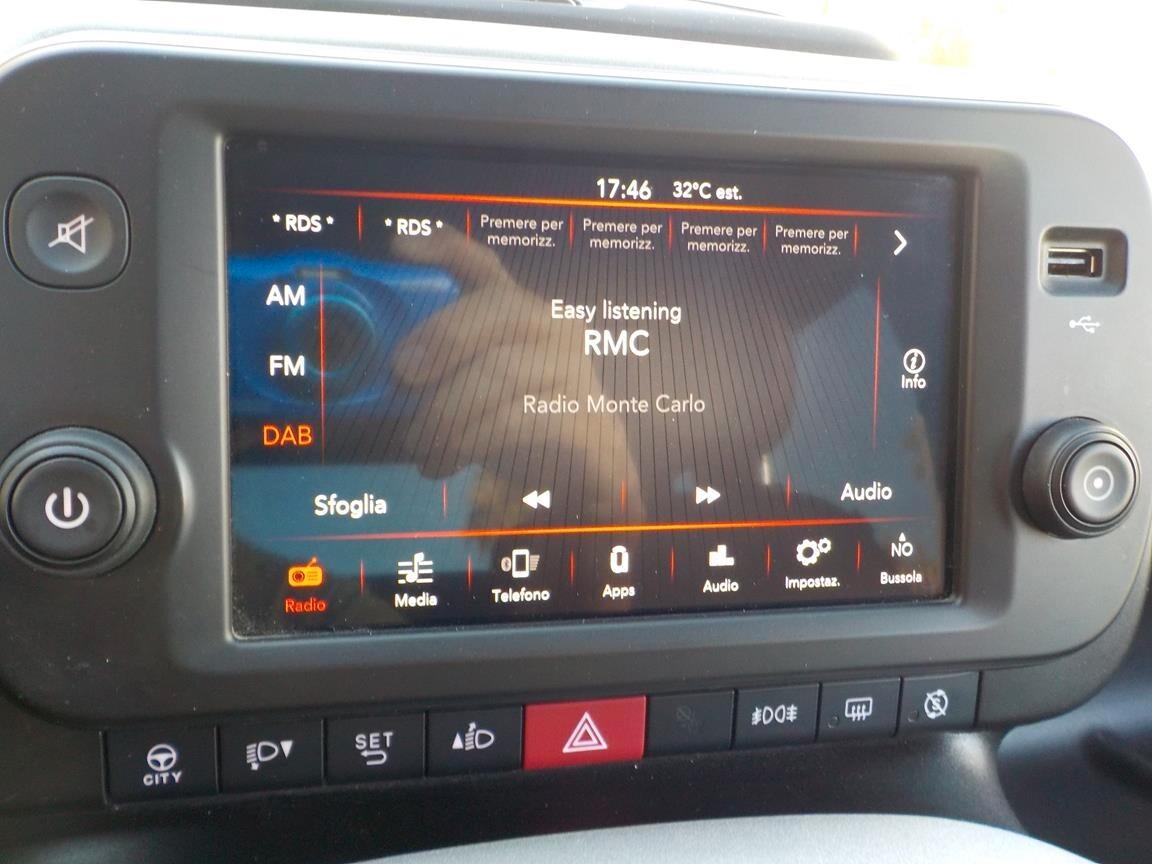 17:46 32°C est.
* RDS * * RDS * Premere per memorizz. Premere per memorizz. Premere per memorizz. Premere per memorizz.
AM
Easy listening
RMC
FM
Info
Radio Monte Carlo
DAB
Sfoglia Audio
NO
Radio Media Telefono Apps Audio Impostaz. Bussola
CITY
SET